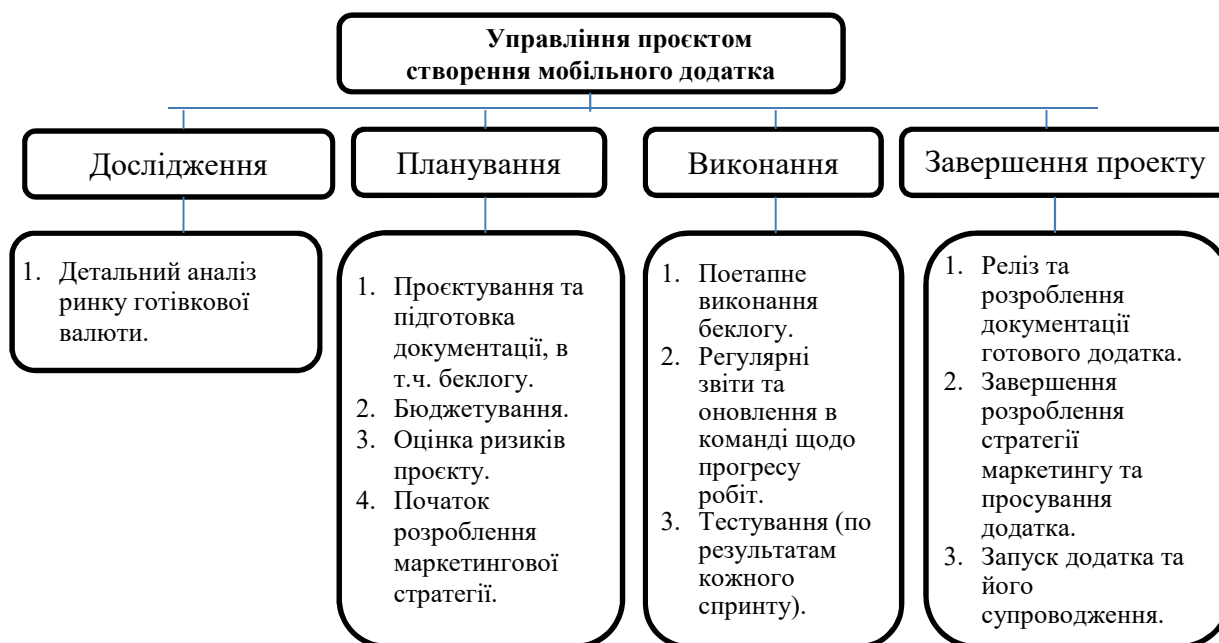 Управління проєктом
створення мобільного додатка
Дослідження
Планування
Виконання
Завершення проекту
1. Детальний аналіз
ринку готівкової
валюти.
1. Проєктування та
підготовка
документації, в
т.ч. беклогу.
2. Бюджетування.
3. Оцінка ризиків
проєкту.
4. Початок
розроблення
маркетингової
стратегії.
1. Поетапне
виконання
беклогу.
2. Регулярні
звіти та
оновлення в
команді щодо
прогресу
робіт.
3. Тестування (по
результатам
кожного
спринту).
1. Реліз та
розроблення
документації
готового додатка.
2. Завершення
розроблення
стратегії
маркетингу та
просування
додатка.
3. Запуск додатка та
його
супроводження.